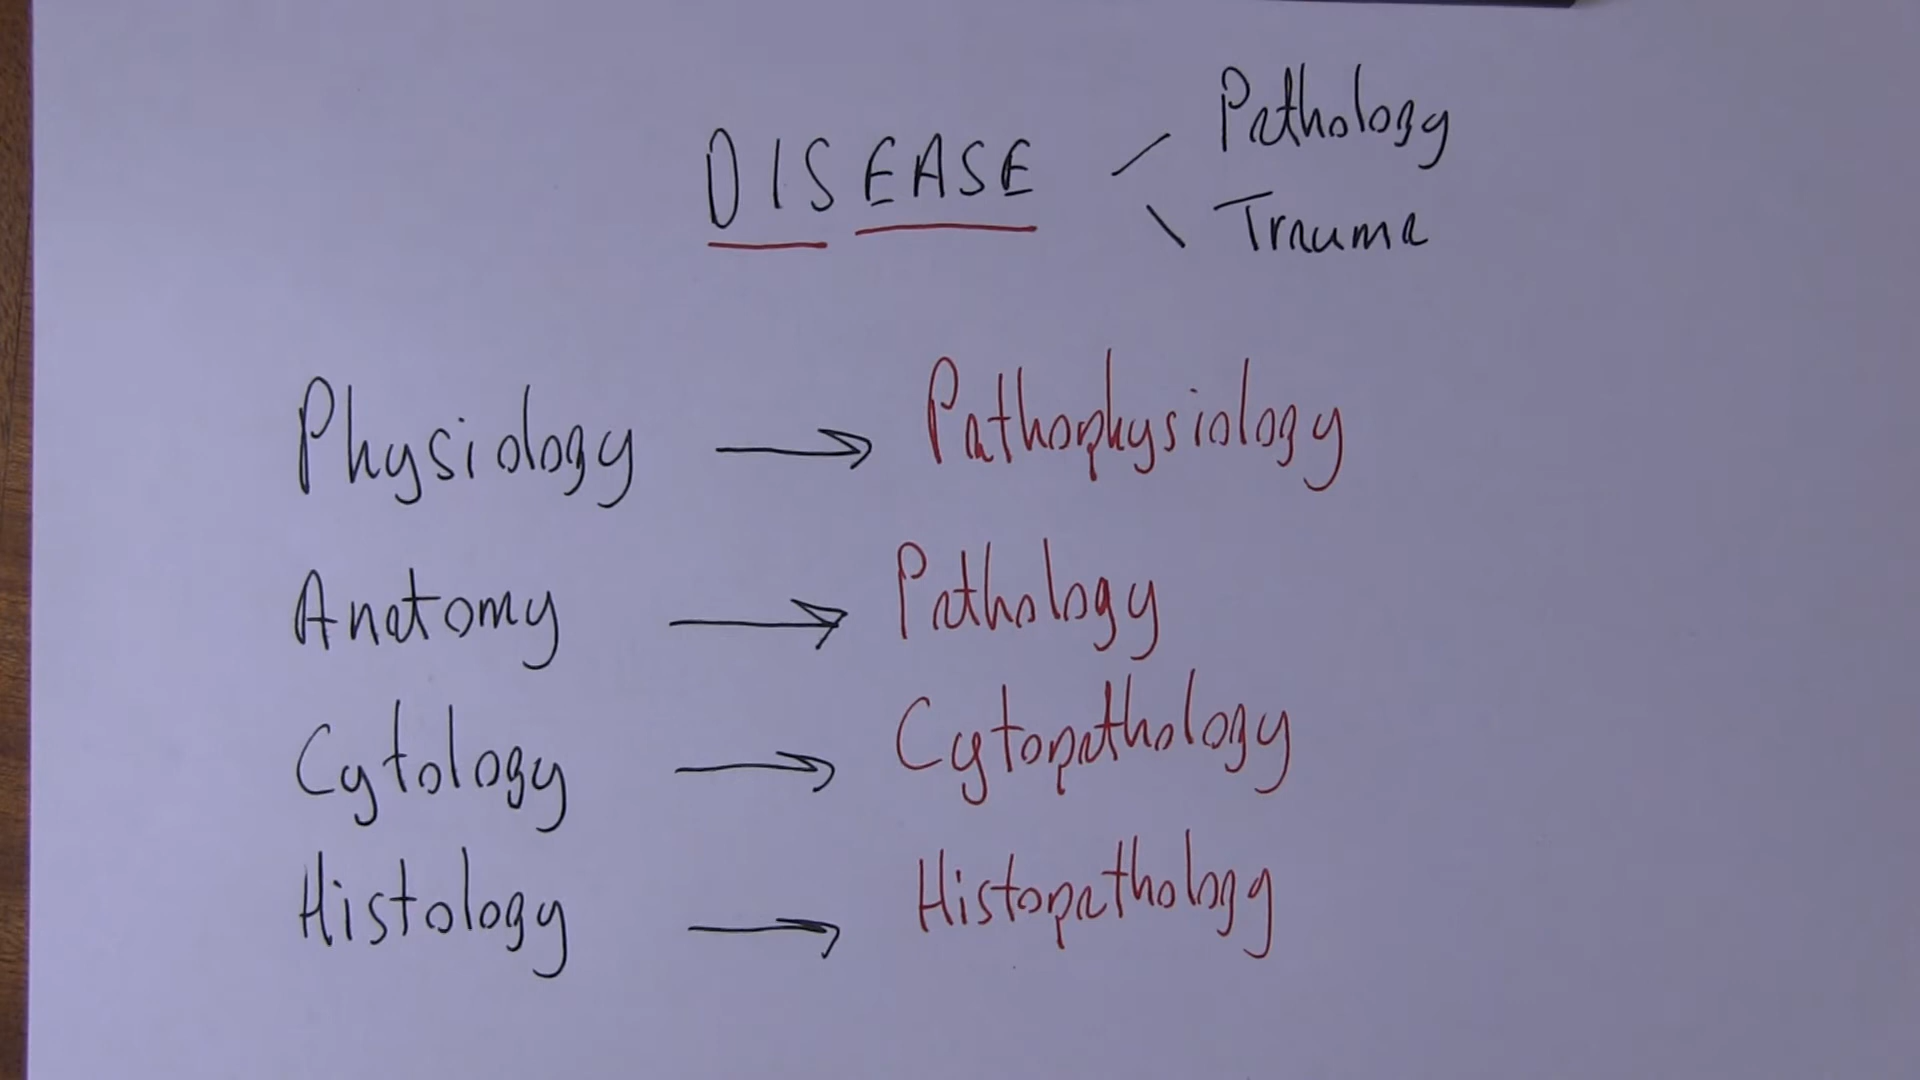 DISEASE
Pathology
Trauma
Physiology → Pathophysiology
Anatomy → Pathology
Cytology → Cytopathology
Histology → Histopathology